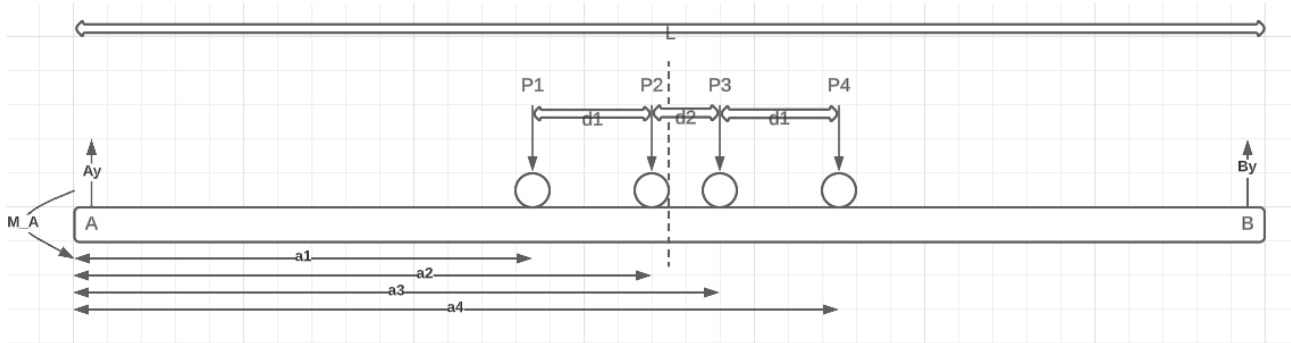 L
P1 P2 P3 P4
d1 d2 d1
Ay By
M_A A B
a1
a2
a3
a4